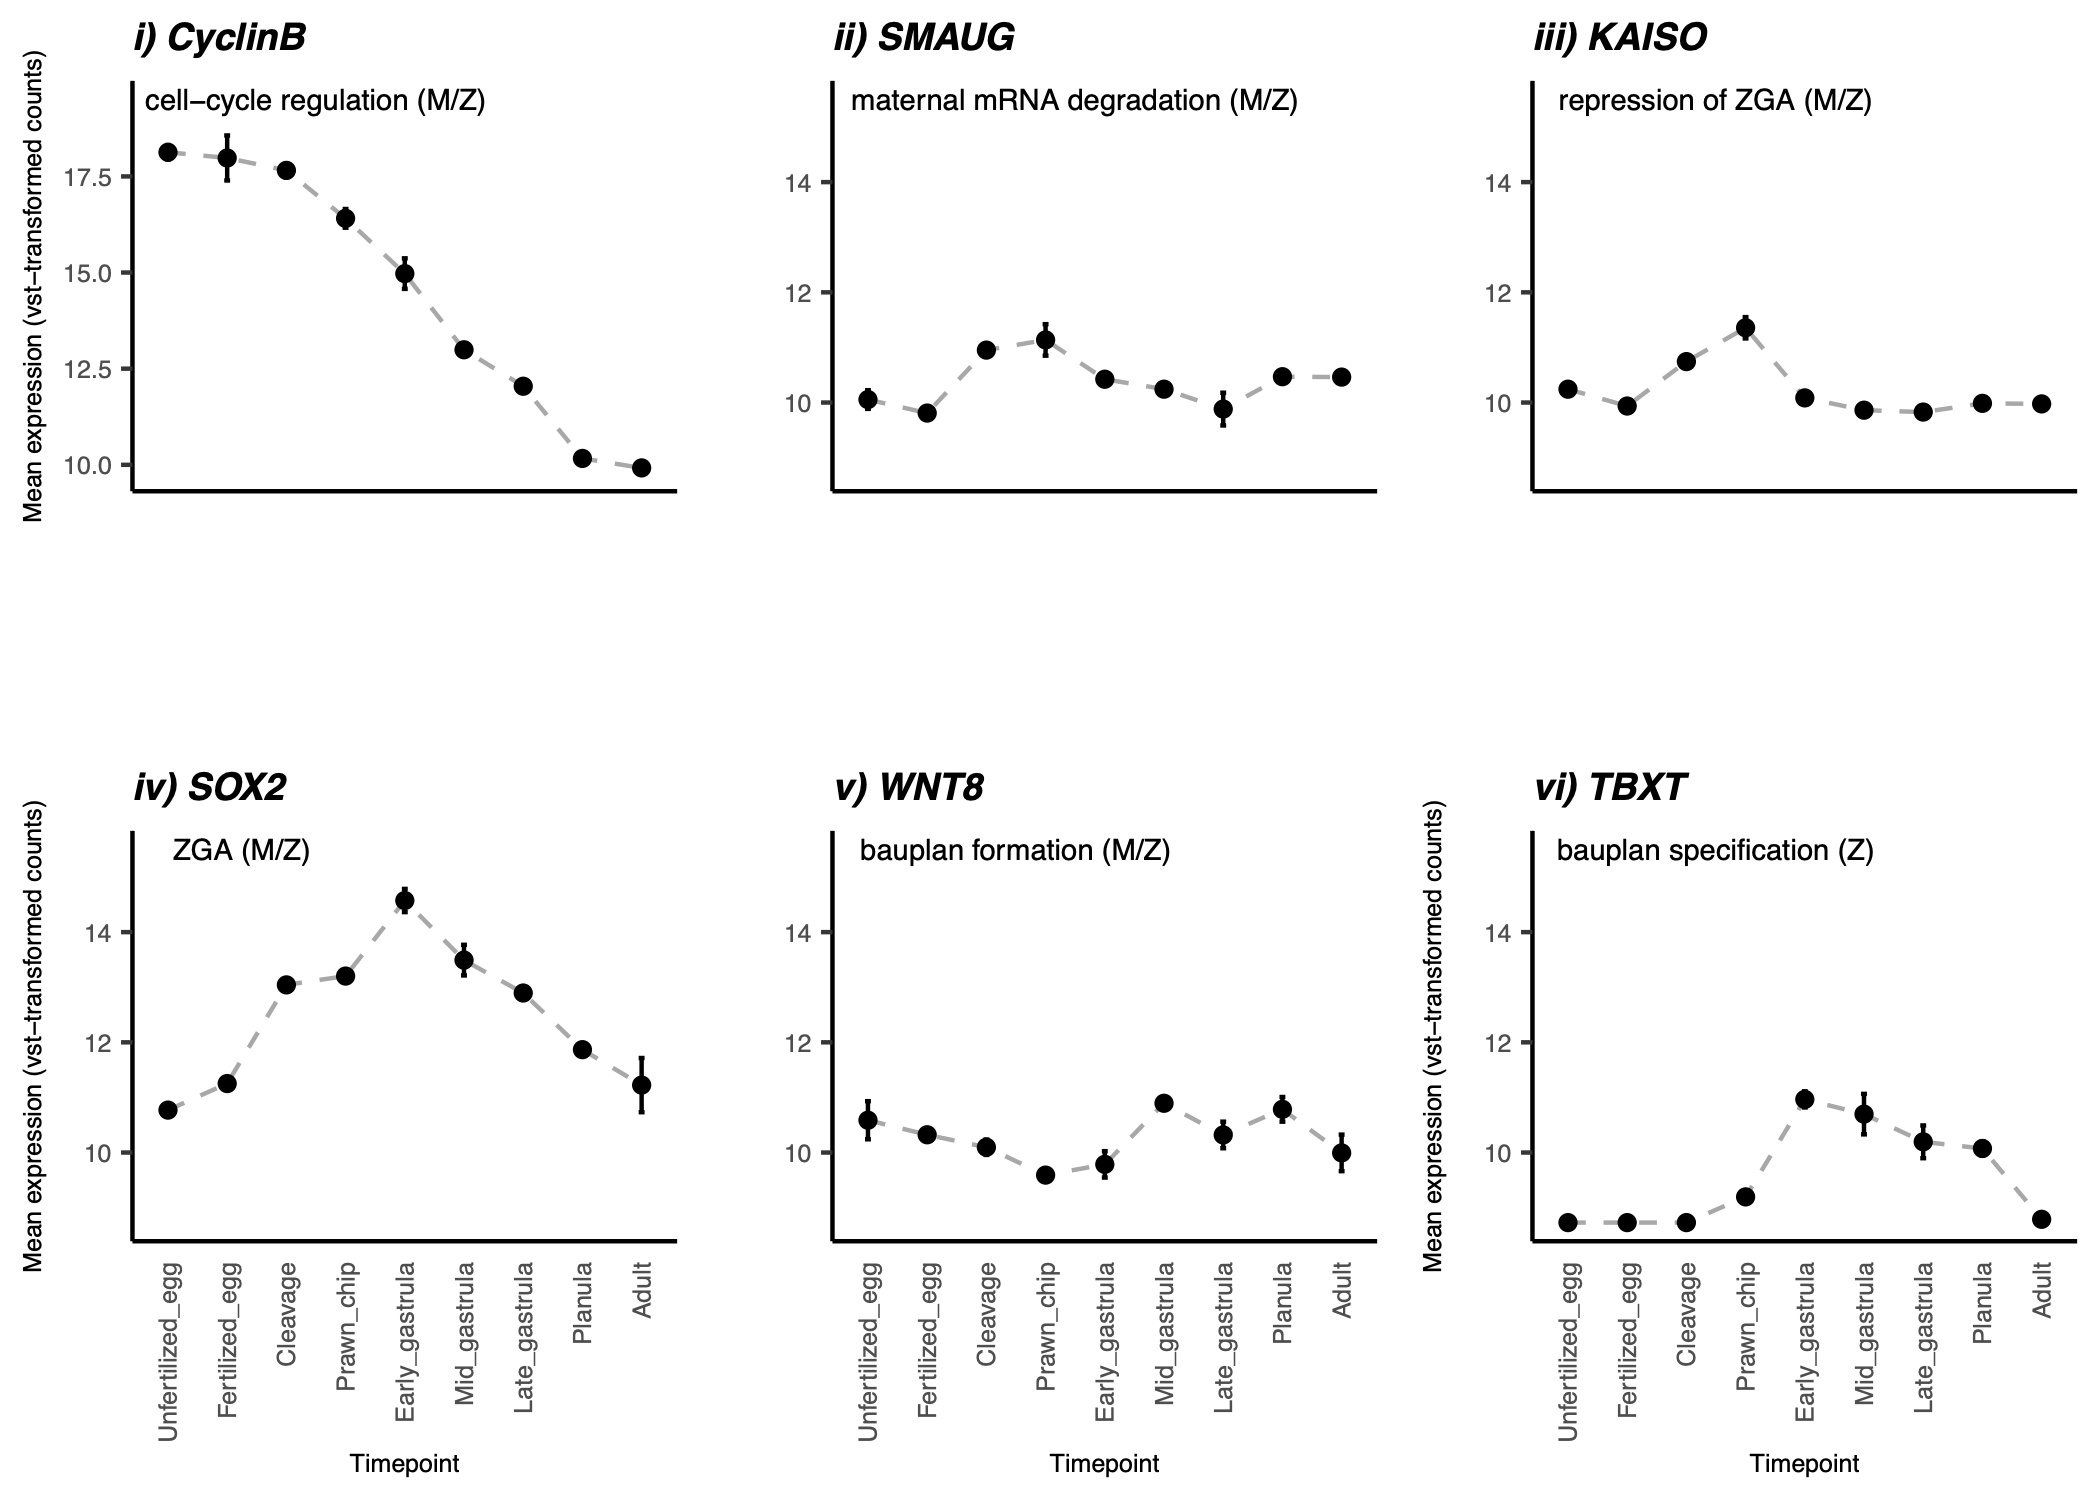 i) CyclinB
cell−cycle regulation (M/Z)
Mean expression (vst−transformed counts)
17.5
15.0
12.5
10.0
ii) SMAUG
maternal mRNA degradation (M/Z)
14
12
10
iii) KAISO
repression of ZGA (M/Z)
14
12
10
iv) SOX2
ZGA (M/Z)
Mean expression (vst−transformed counts)
14
12
10
Unfertilized_egg
Fertilized_egg
Cleavage
Prawn_chip
Early_gastrula
Mid_gastrula
Late_gastrula
Planula
Adult
Timepoint
v) WNT8
bauplan formation (M/Z)
14
12
10
Unfertilized_egg
Fertilized_egg
Cleavage
Prawn_chip
Early_gastrula
Mid_gastrula
Late_gastrula
Planula
Adult
Timepoint
vi) TBXT
bauplan specification (Z)
Mean expression (vst−transformed counts)
14
12
10
Unfertilized_egg
Fertilized_egg
Cleavage
Prawn_chip
Early_gastrula
Mid_gastrula
Late_gastrula
Planula
Adult
Timepoint